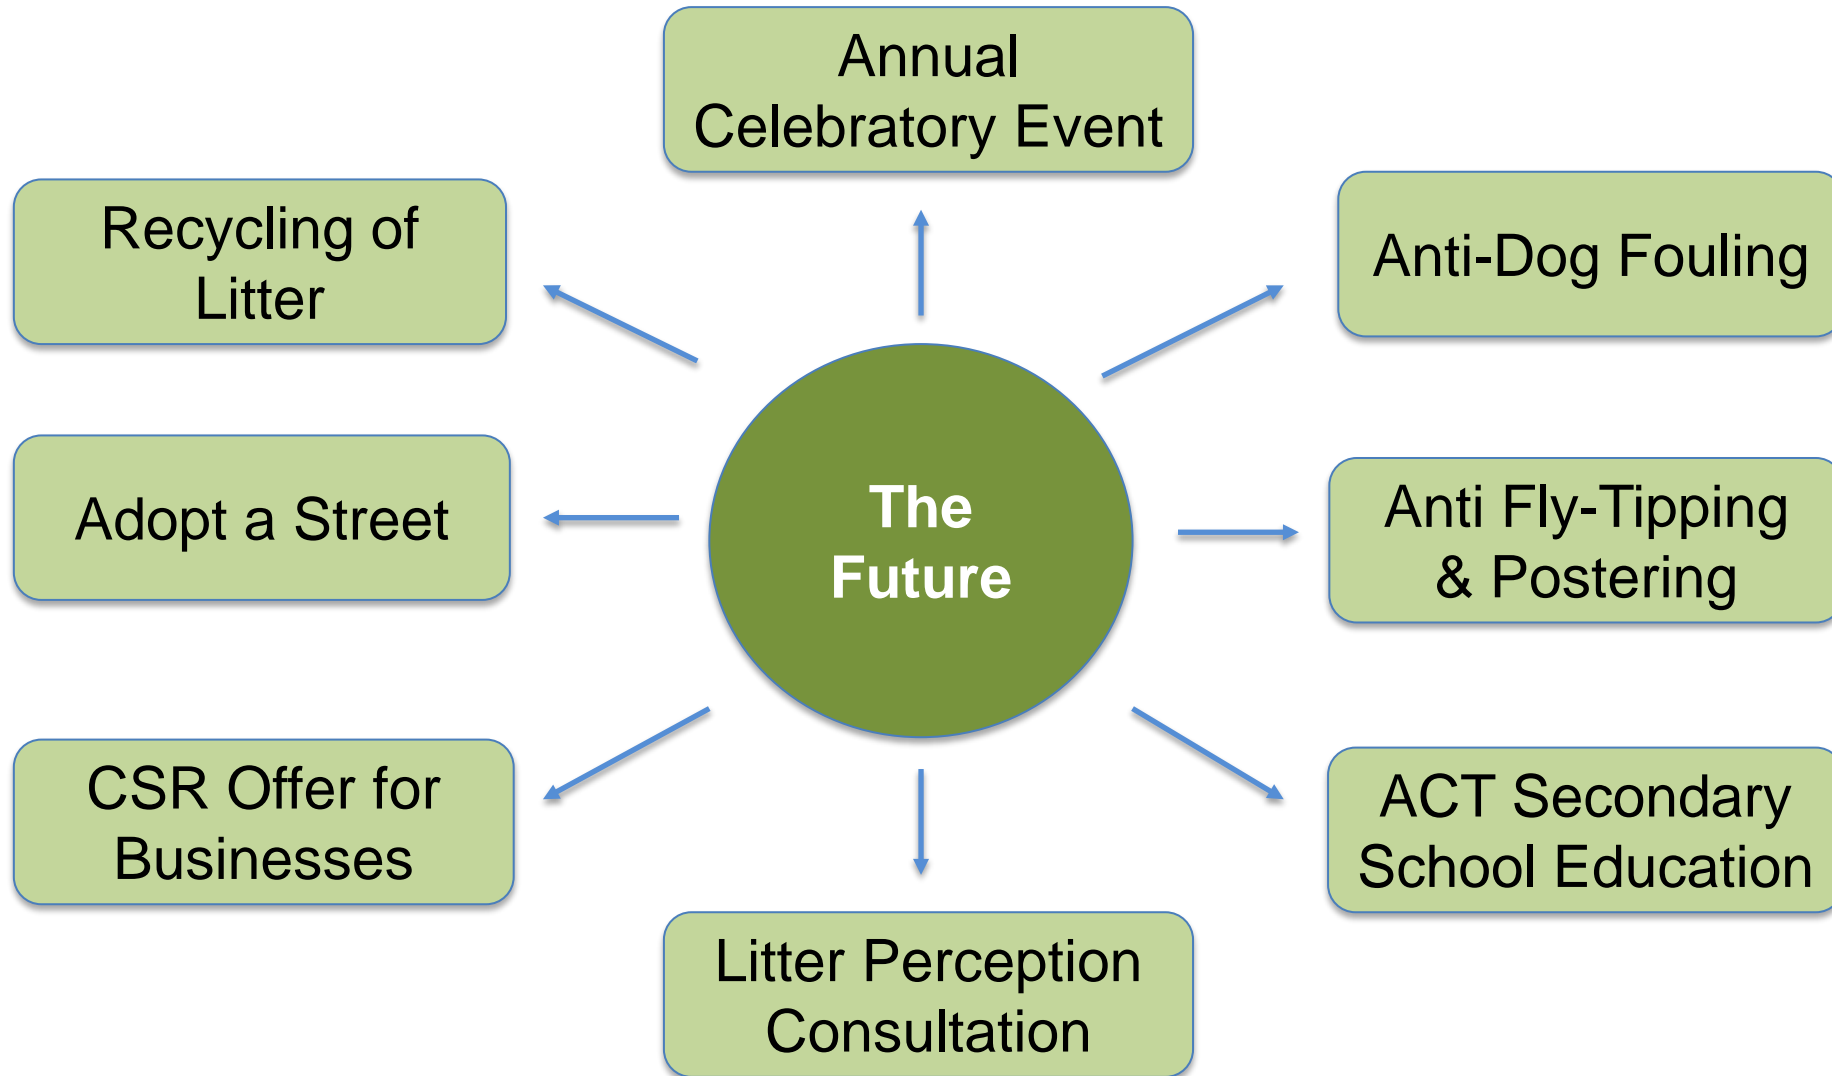 Annual
Celebratory Event
Recycling of
Litter
Anti-Dog Fouling
Adopt a Street
The
Future
Anti Fly-Tipping
& Postering
CSR Offer for
Businesses
ACT Secondary
School Education
Litter Perception
Consultation